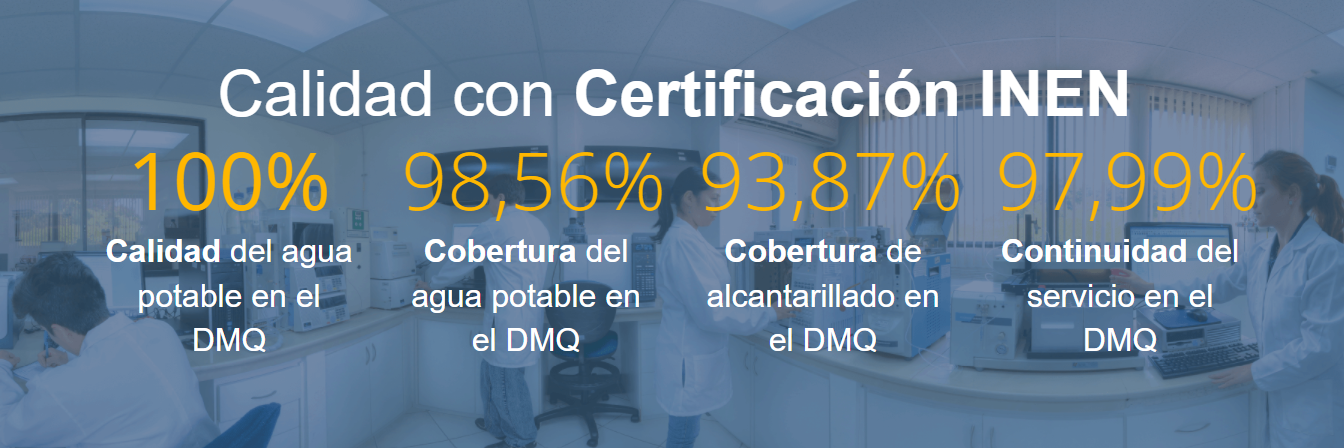 Calidad con Certificación INEN
100%
Calidad del agua
potable en el
DMQ
98,56%
Cobertura del
agua potable en
el DMQ
93,87%
Cobertura de
alcantarillado en
el DMQ
97,99%
Continuidad del
servicio en el
DMQ